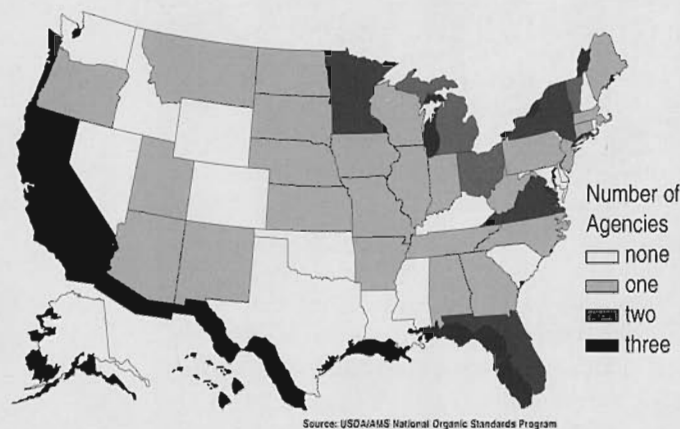 Number of
Agencies
none
one
two
three
Source: USDA/AMS National Organic Standards Program